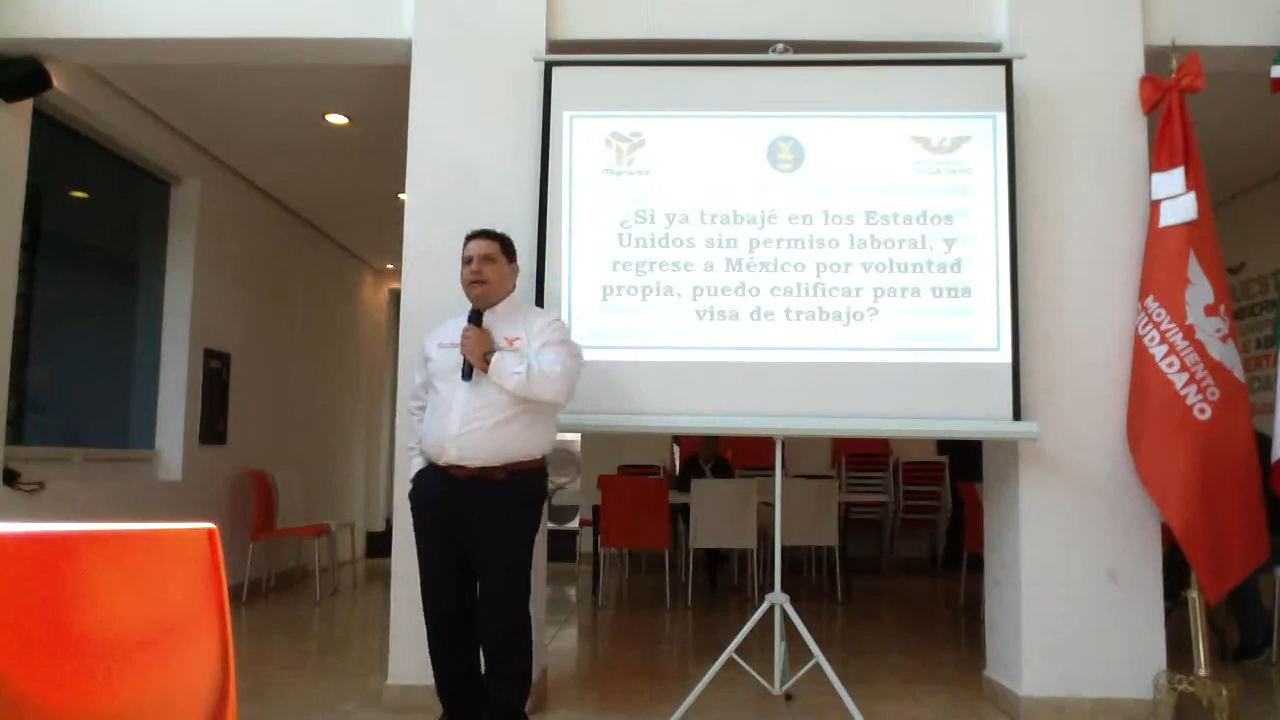 Migrantes
¿Si ya trabajé en los Estados
Unidos sin permiso laboral, y
regrese a México por voluntad
propia, puedo calificar para una
visa de trabajo?
MOVIMIENTO
CIUDADANO